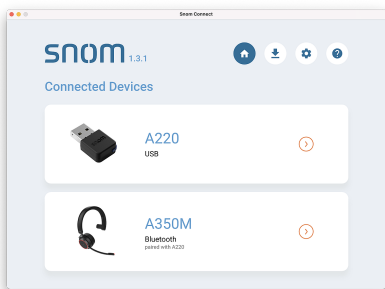 Snom Connect
snom 1.3.1
Connected Devices
A220
USB
A350M
Bluetooth
paired with A220